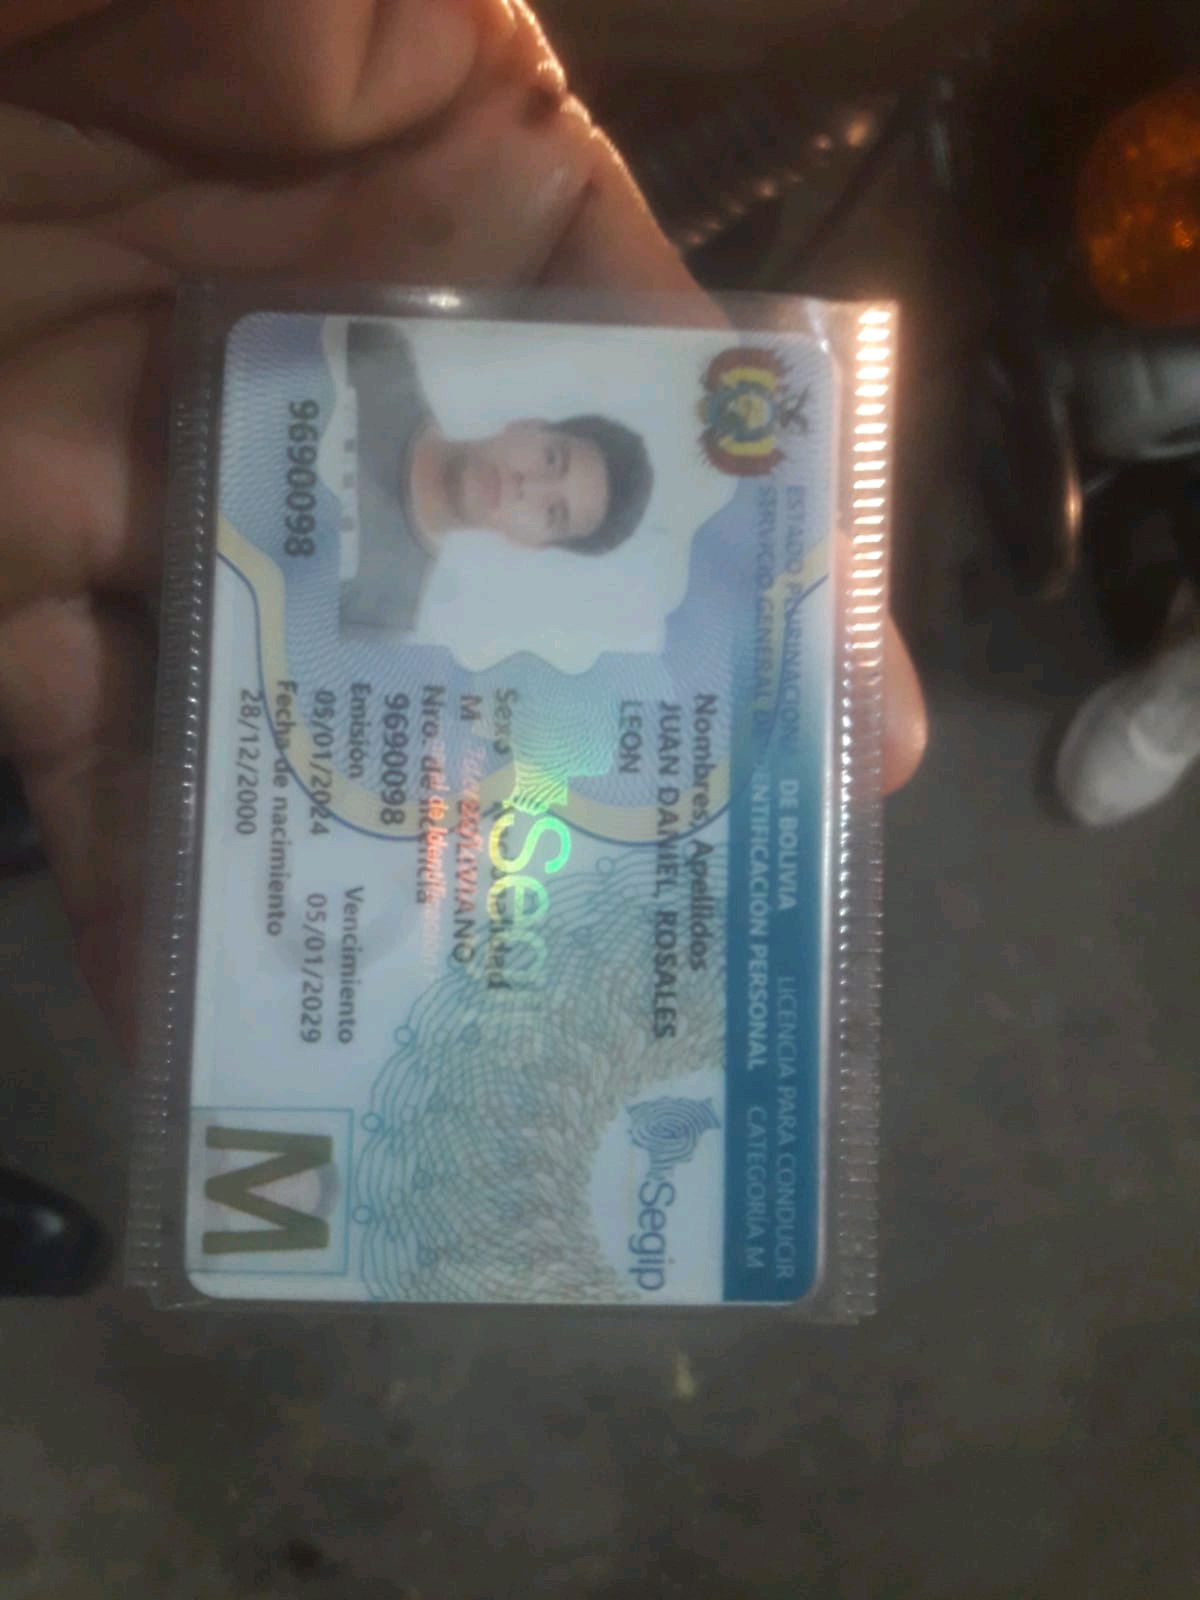 ESTADO PLURINACIONAL DE BOLIVIA LICENCIA PARA CONDUCIR
SERVICIO GENERAL DE IDENTIFICACIÓN PERSONAL CATEGORÍA M
Segip
Nombres, Apellidos
JUAN DANIEL, ROSALES
LEON
Segip
Sexo Nacionalidad
M BOLIVIANO
Nro. de licencia
9690098
Emisión Vencimiento
05/01/2024 05/01/2029
Fecha de nacimiento
28/12/2000
9690098
M